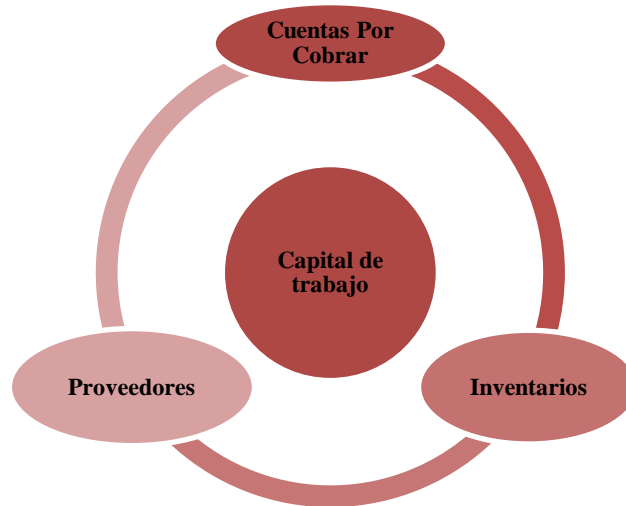 Cuentas Por
Cobrar
Capital de
trabajo
Proveedores
Inventarios